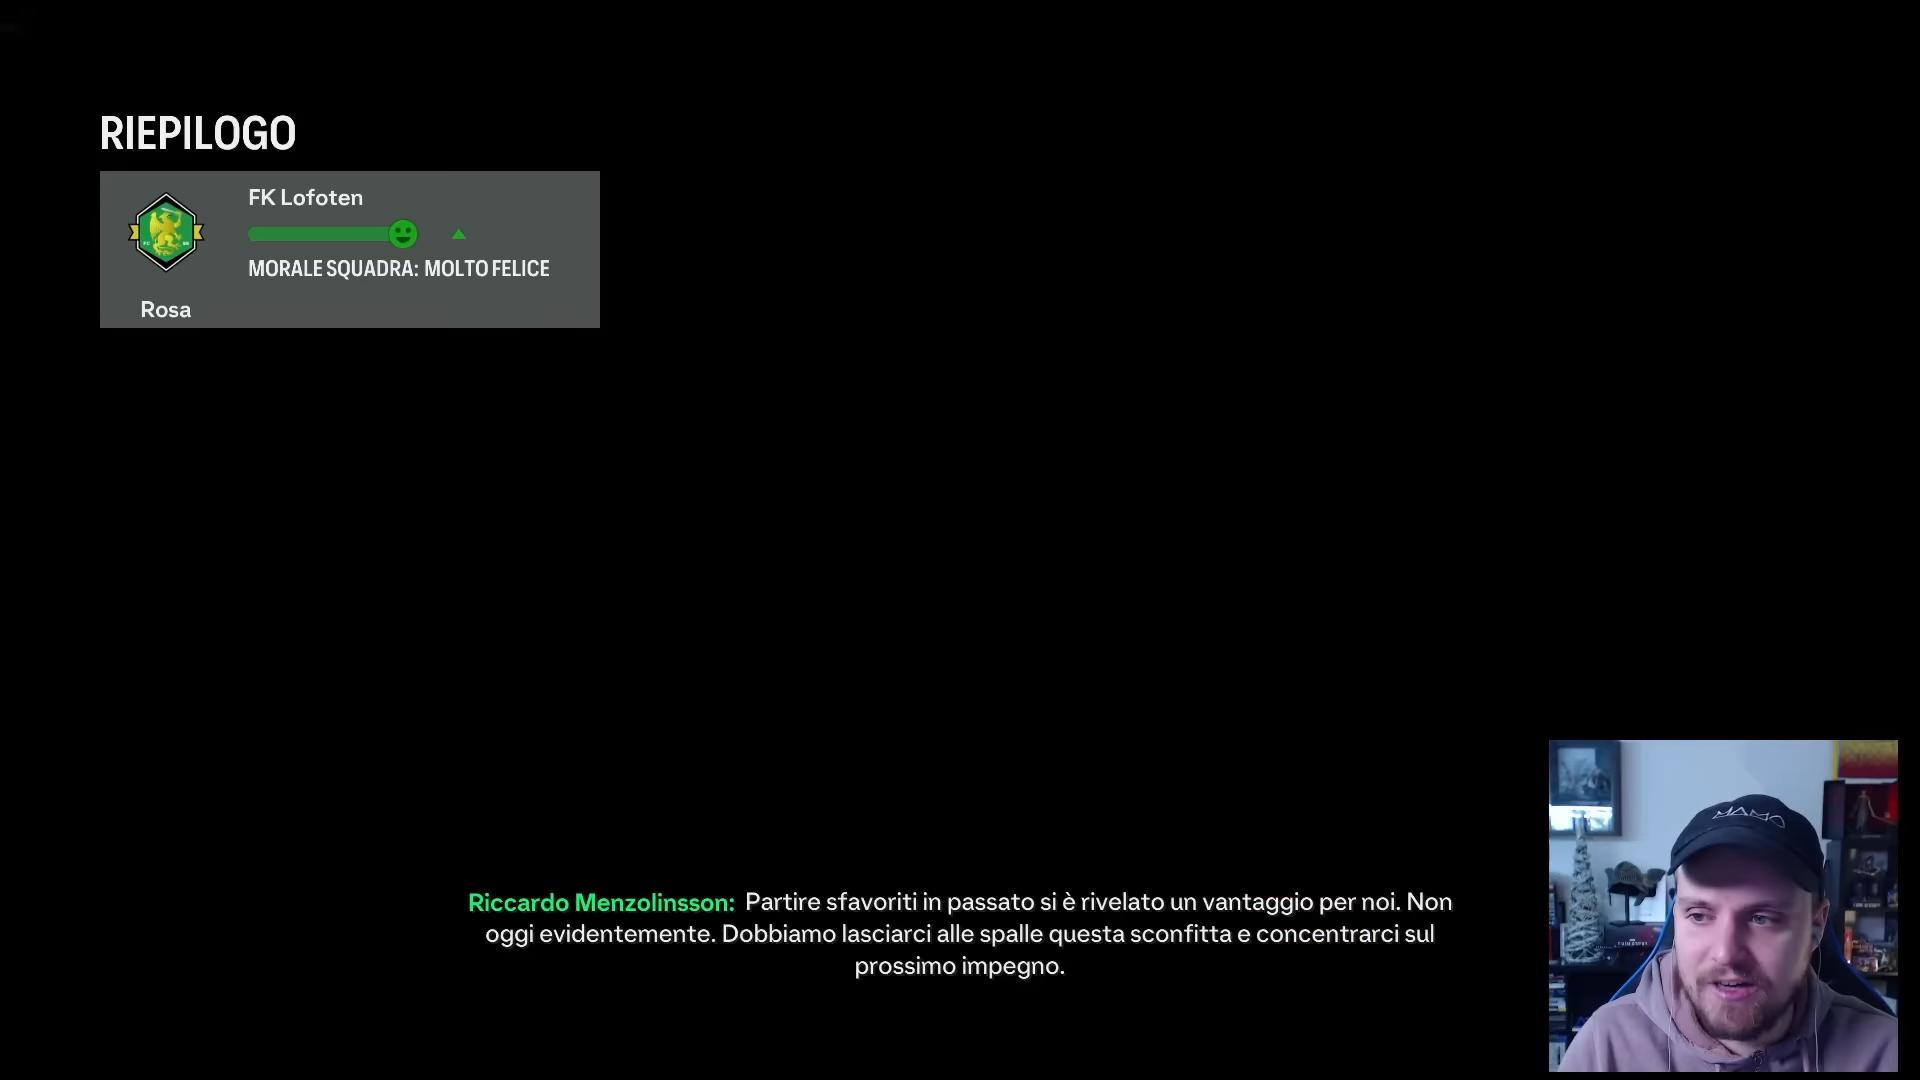 RIEPILOGO
FK Lofoten
MORALE SQUADRA: MOLTO FELICE
Rosa
Riccardo Menzolinsson: Partire sfavoriti in passato si è rivelato un vantaggio per noi. Non
oggi evidentemente. Dobbiamo lasciarci alle spalle questa sconfitta e concentrarci sul
prossimo impegno.
MAMO